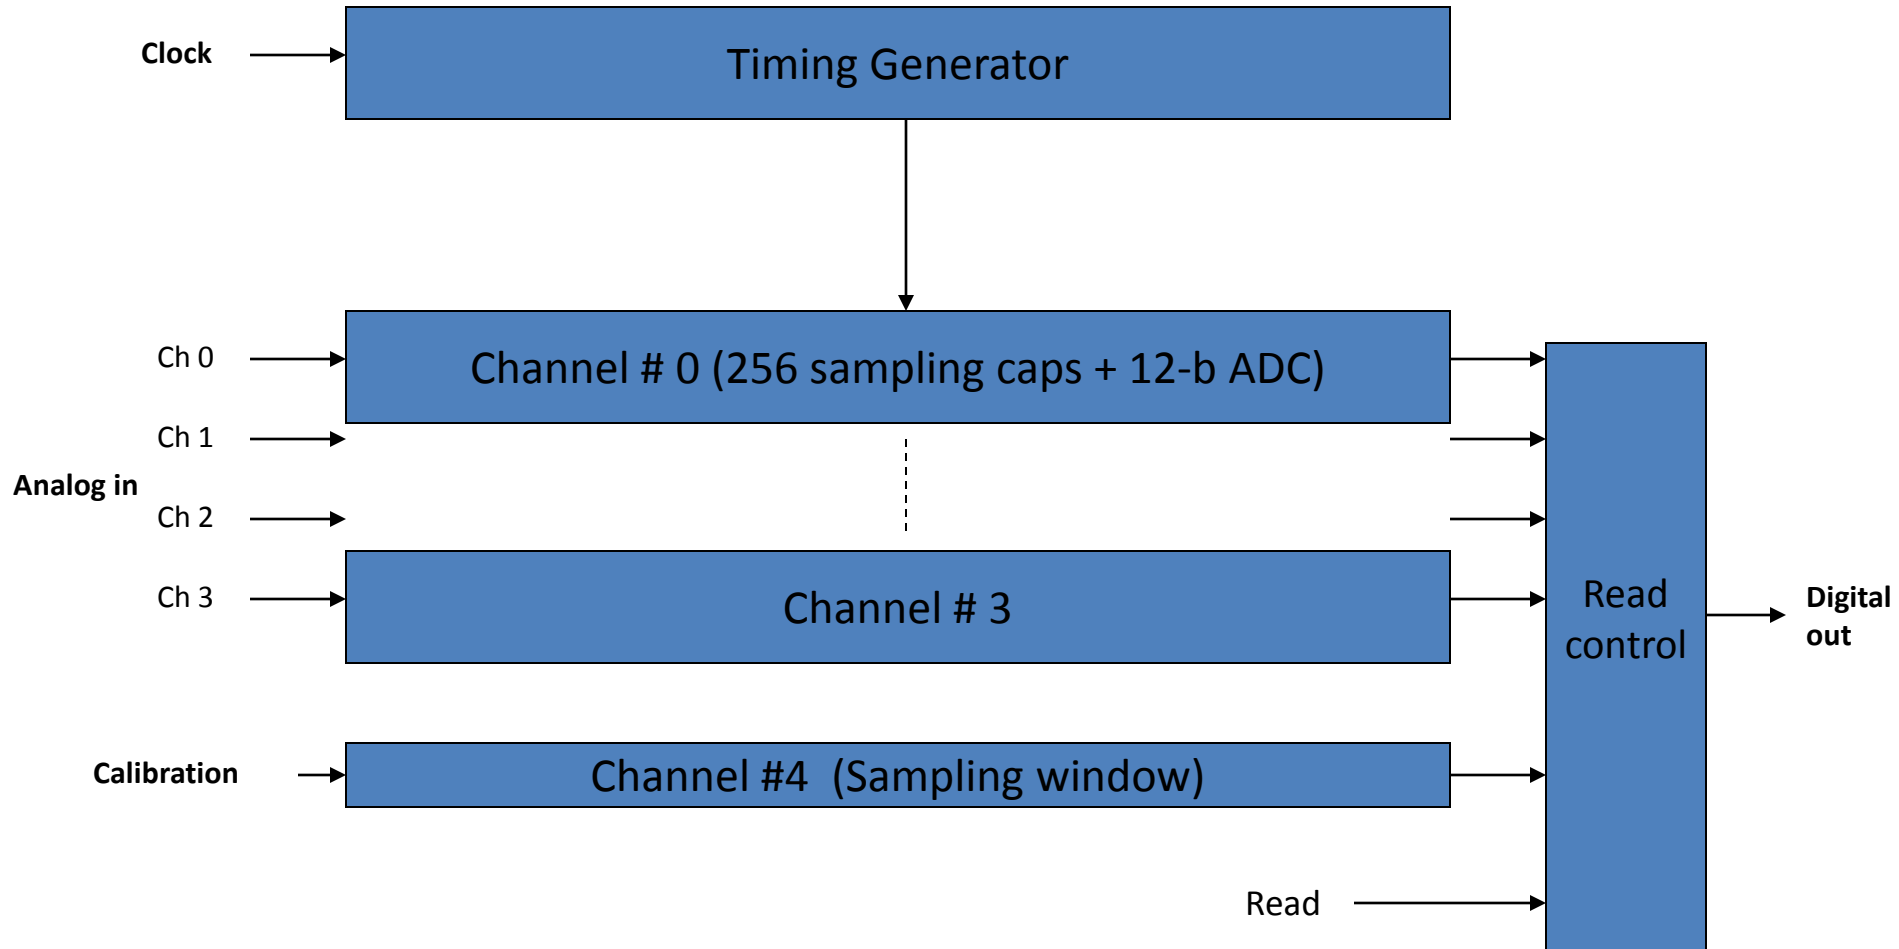 Clock
Timing Generator
Ch 0
Channel # 0 (256 sampling caps + 12-b ADC)
Ch 1
Analog in
Ch 2
Ch 3
Channel # 3
Read
control
Digital
out
Calibration
Channel #4 (Sampling window)
Read